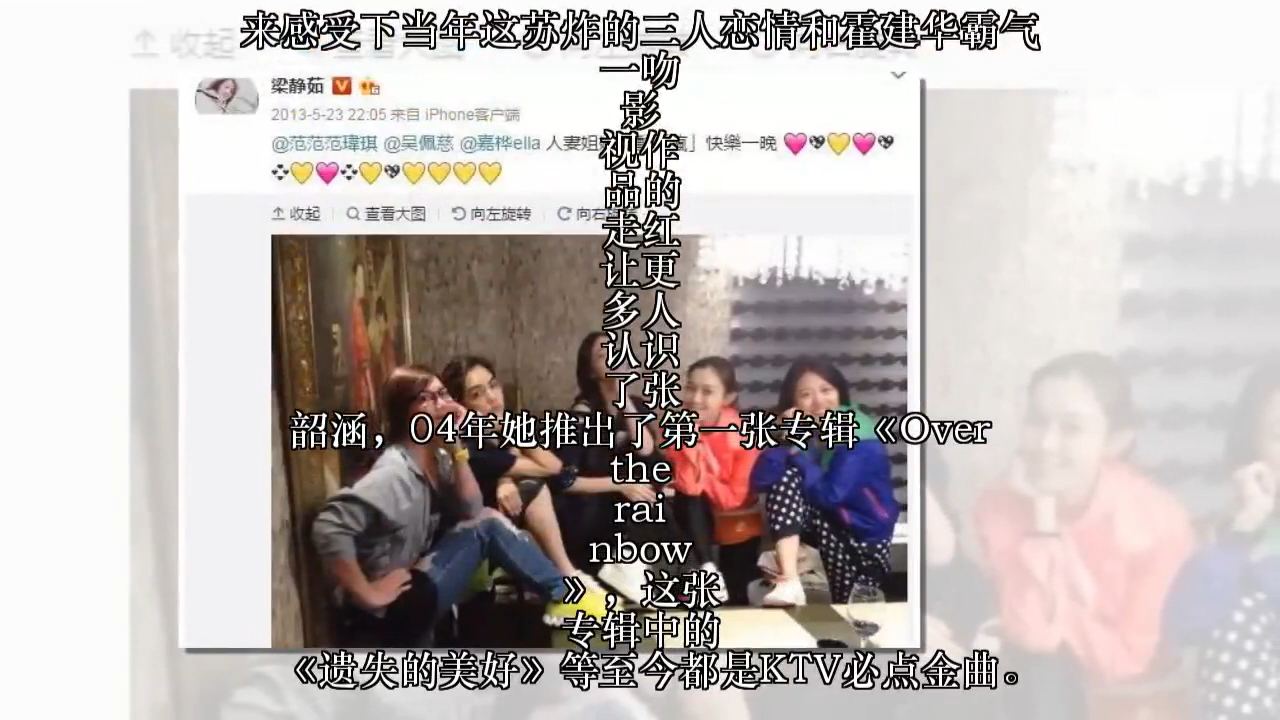 来感受下当年这苏炸的三人恋情和霍建华霸气
一吻
影
视作
品的
走红
让更
多人
认识
了张
韶涵，04年她推出了第一张专辑《Over
the
rai
nbow
》，这张
专辑中的
《遗失的美好》等至今都是KTV必点金曲。
收起
梁静茹
2013-5-23 22:05 来自 iPhone客户端
@范范范瑋琪 @吴佩慈 @嘉桦ella 人妻姐 」快樂一晚
收起 查看大图 向左旋转 向右